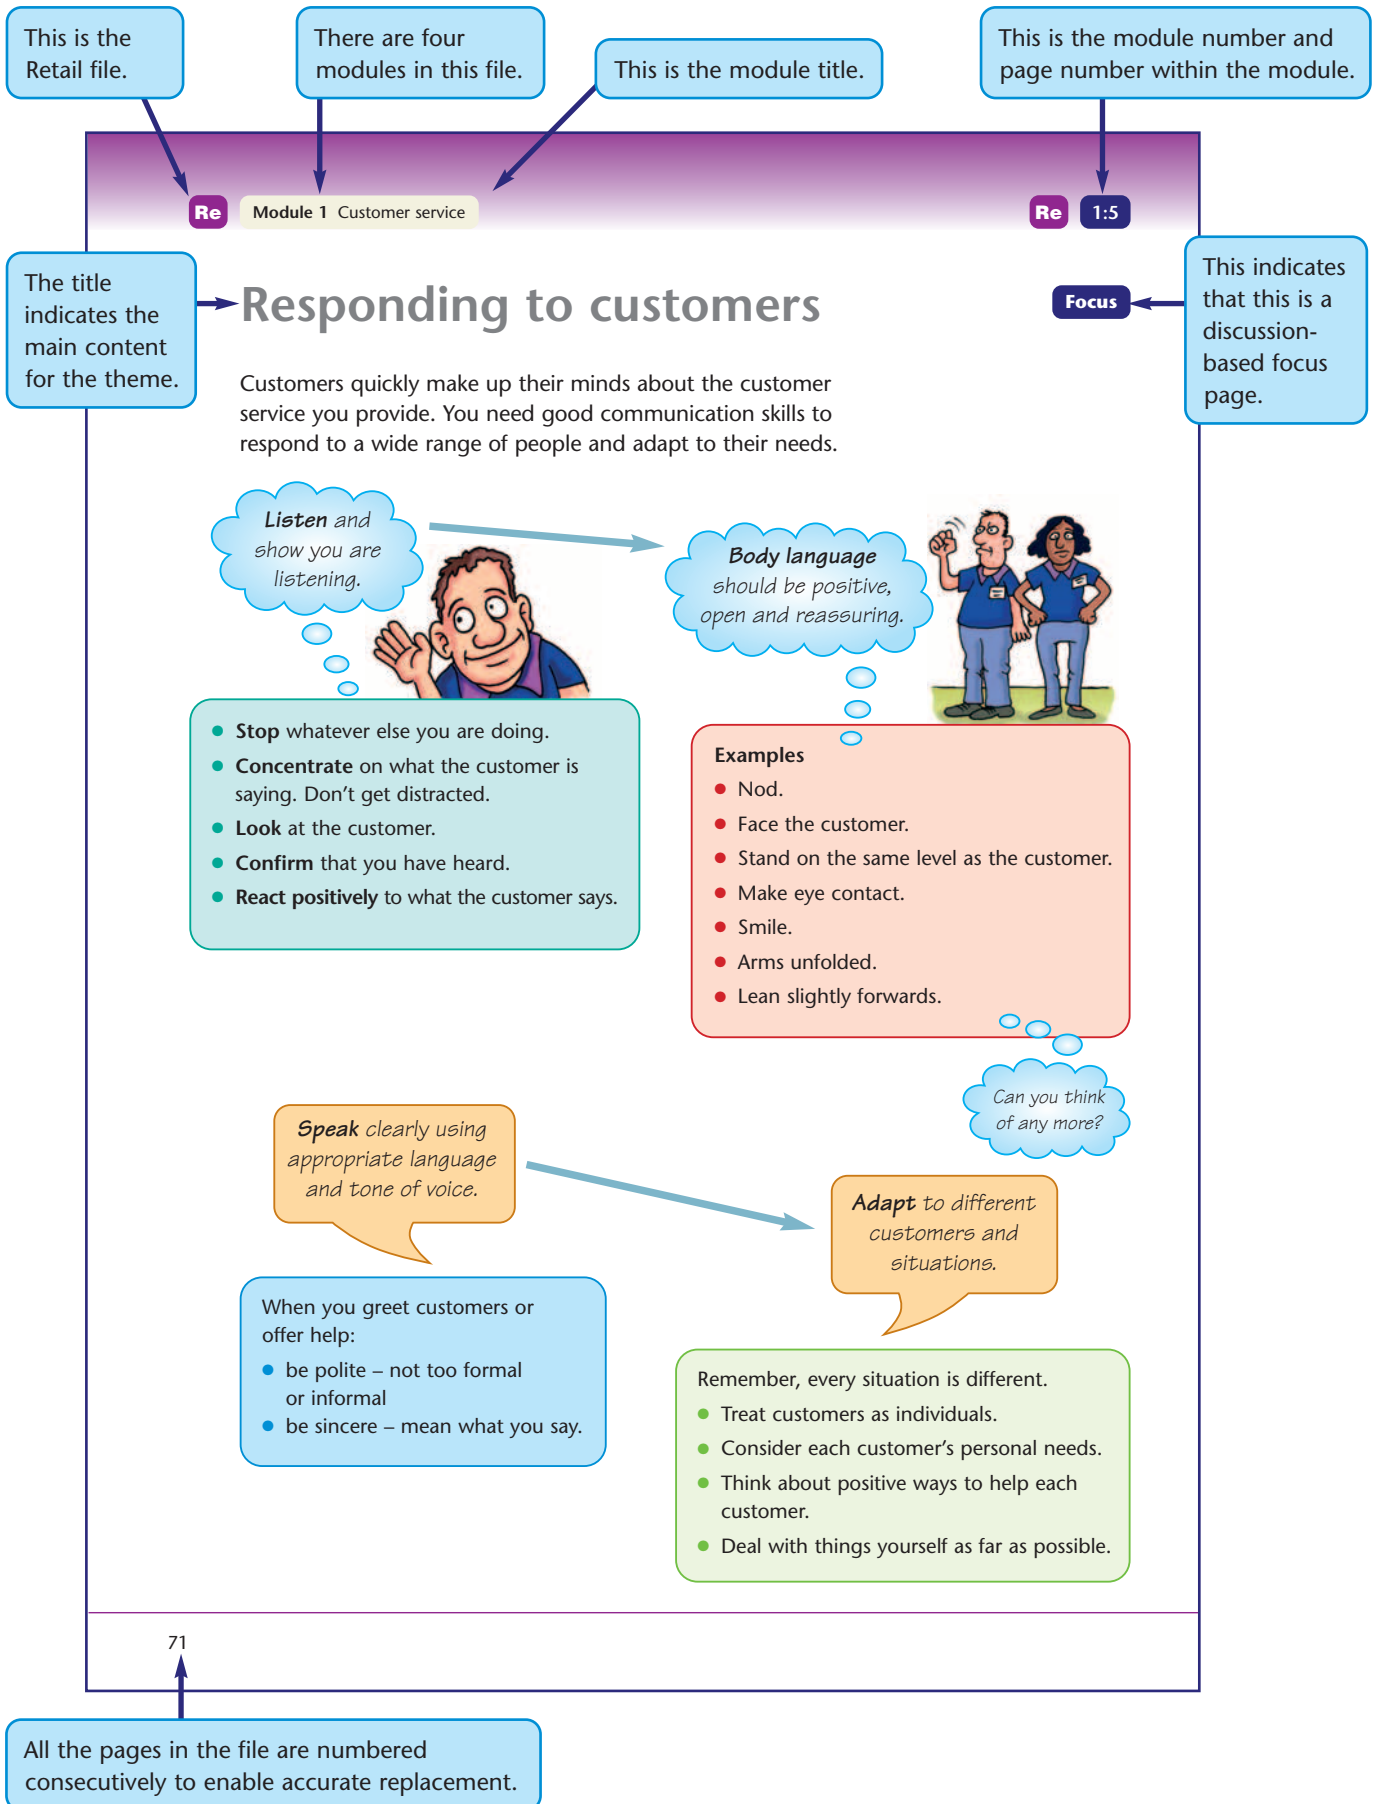 This is the
Retail file.
There are four
modules in this file.
This is the module title.
This is the module number and
page number within the module.
Re
Module 1 Customer service
Re
1:5
The title
indicates the
main content
for the theme.
Responding to customers
Focus
This indicates
that this is a
discussion-
based focus
page.
Customers quickly make up their minds about the customer
service you provide. You need good communication skills to
respond to a wide range of people and adapt to their needs.
Listen and
show you are
listening.
Body language
should be positive,
open and reassuring.
• Stop whatever else you are doing.
• Concentrate on what the customer is
saying. Don't get distracted.
• Look at the customer.
• Confirm that you have heard.
• React positively to what the customer says.
Examples
• Nod.
• Face the customer.
• Stand on the same level as the customer.
• Make eye contact.
• Smile.
• Arms unfolded.
• Lean slightly forwards.
Can you think
of any more?
Speak clearly using
appropriate language
and tone of voice.
Adapt to different
customers and
situations.
When you greet customers or
offer help:
• be polite – not too formal
or informal
• be sincere – mean what you say.
Remember, every situation is different.
• Treat customers as individuals.
• Consider each customer's personal needs.
• Think about positive ways to help each
customer.
• Deal with things yourself as far as possible.
71
All the pages in the file are numbered
consecutively to enable accurate replacement.